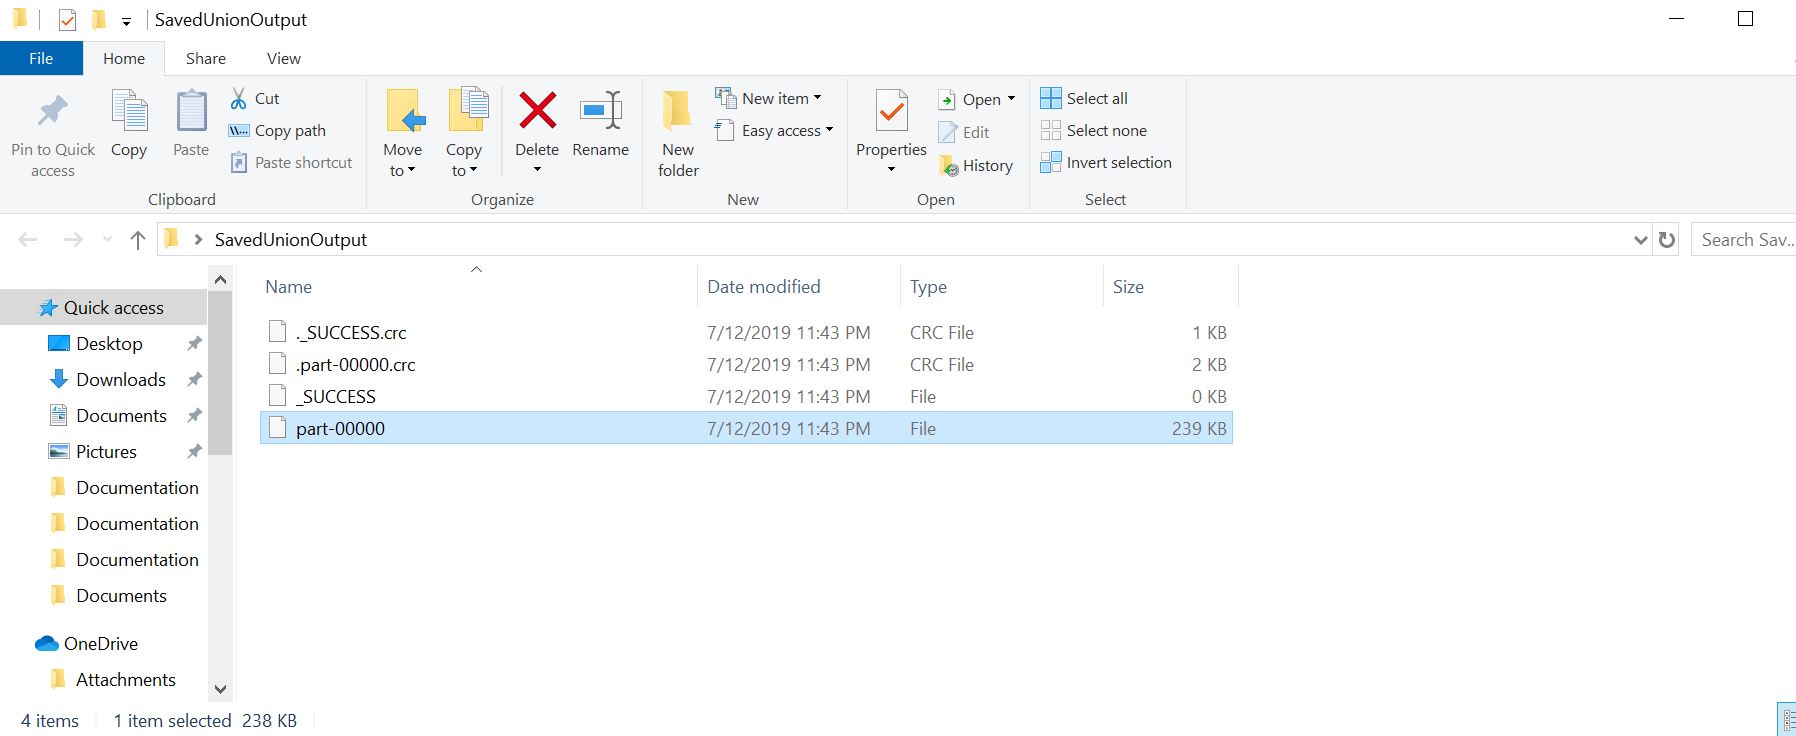 SavedUnionOutput
File Home Share View
Pin to Quick access
Copy
Paste
Cut
Copy path
Paste shortcut
Clipboard
Move to
Copy to
Delete
Rename
Organize
New folder
New item
Easy access
New
Properties
Open
Edit
History
Open
Select all
Select none
Invert selection
Select
SavedUnionOutput
Search Sav...
Quick access
Desktop
Downloads
Documents
Pictures
Documentation
Documentation
Documentation
Documents
OneDrive
Attachments
Name Date modified Type Size
._SUCCESS.crc 7/12/2019 11:43 PM CRC File 1 KB
.part-00000.crc 7/12/2019 11:43 PM CRC File 2 KB
_SUCCESS 7/12/2019 11:43 PM File 0 KB
part-00000 7/12/2019 11:43 PM File 239 KB
4 items 1 item selected 238 KB